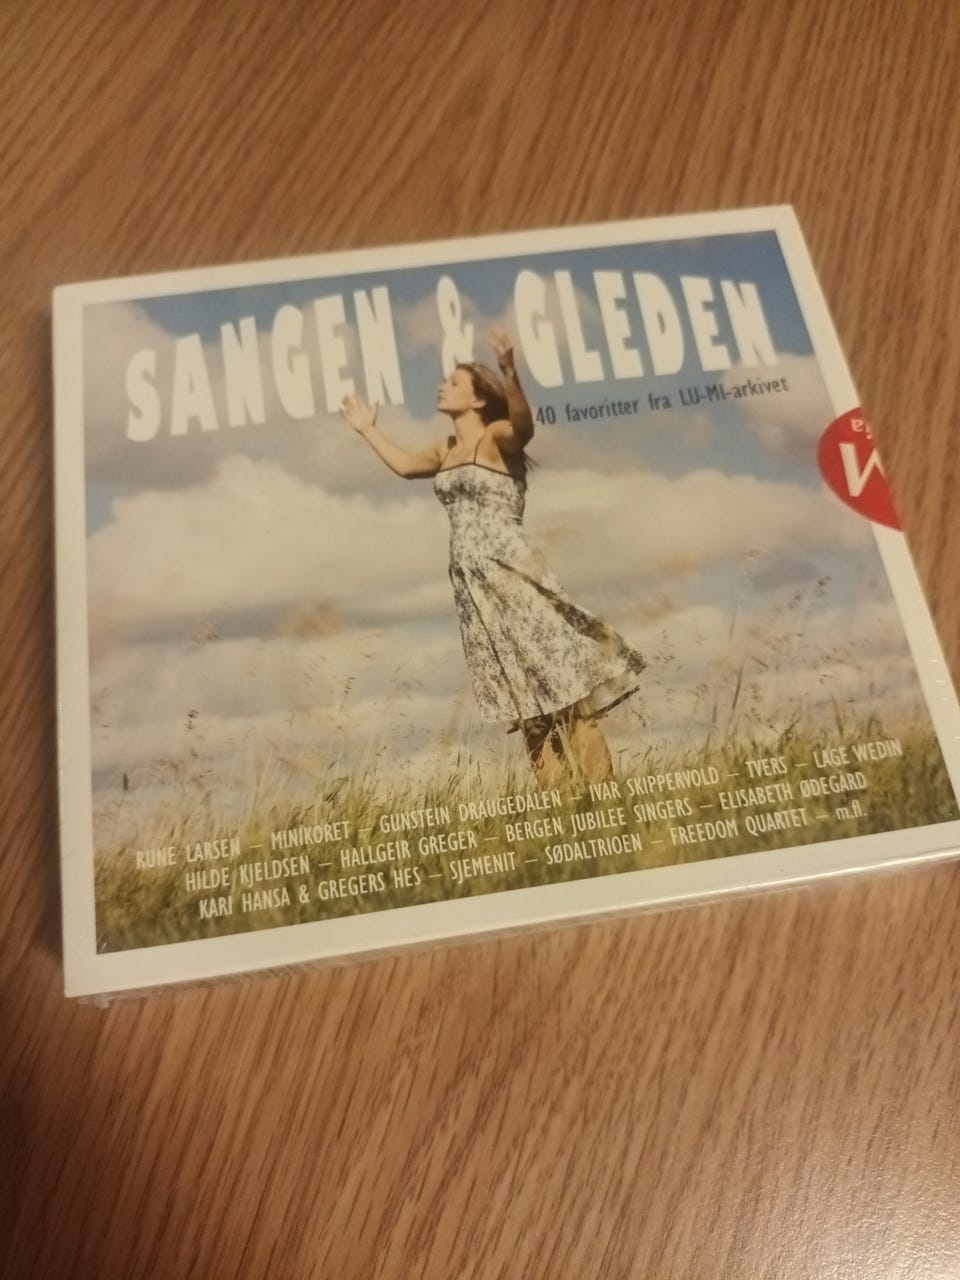 SANGEN & GLEDEN
40 favoritter fra LU-MI-arkivet
RUNE LARSEN – MINIKORET – GUNSTEIN DRAUGEDALEN – IVAR SKIPPERVOLD – TVERS – LAGE WEDIN
HILDE KJELDSEN – HALLGEIR GREGER – BERGEN JUBILEE SINGERS – ELISABETH ØDEGÅRD
KARI HANSA & GREGERS HES – SJEMENIT – SØDALTRIOEN – FREEDOM QUARTET – m.fl.